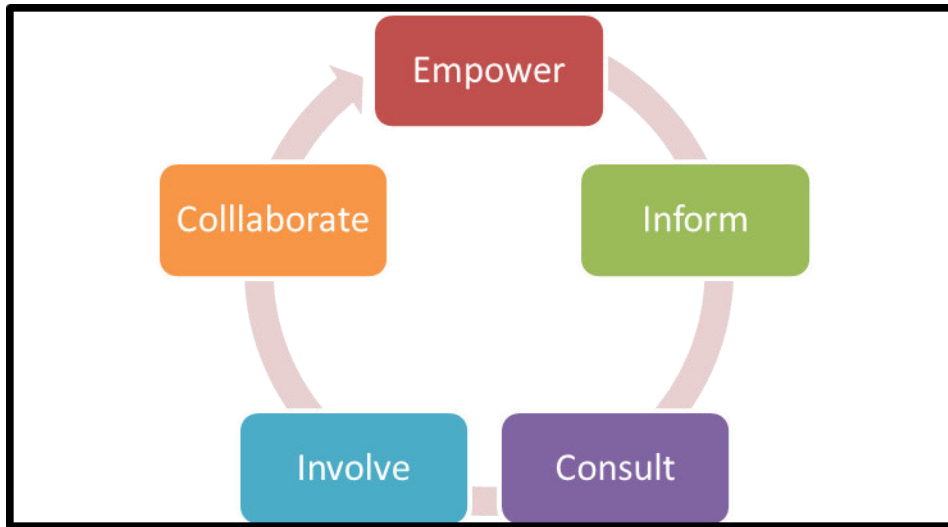 Empower
Inform
Consult
Involve
Colllaborate